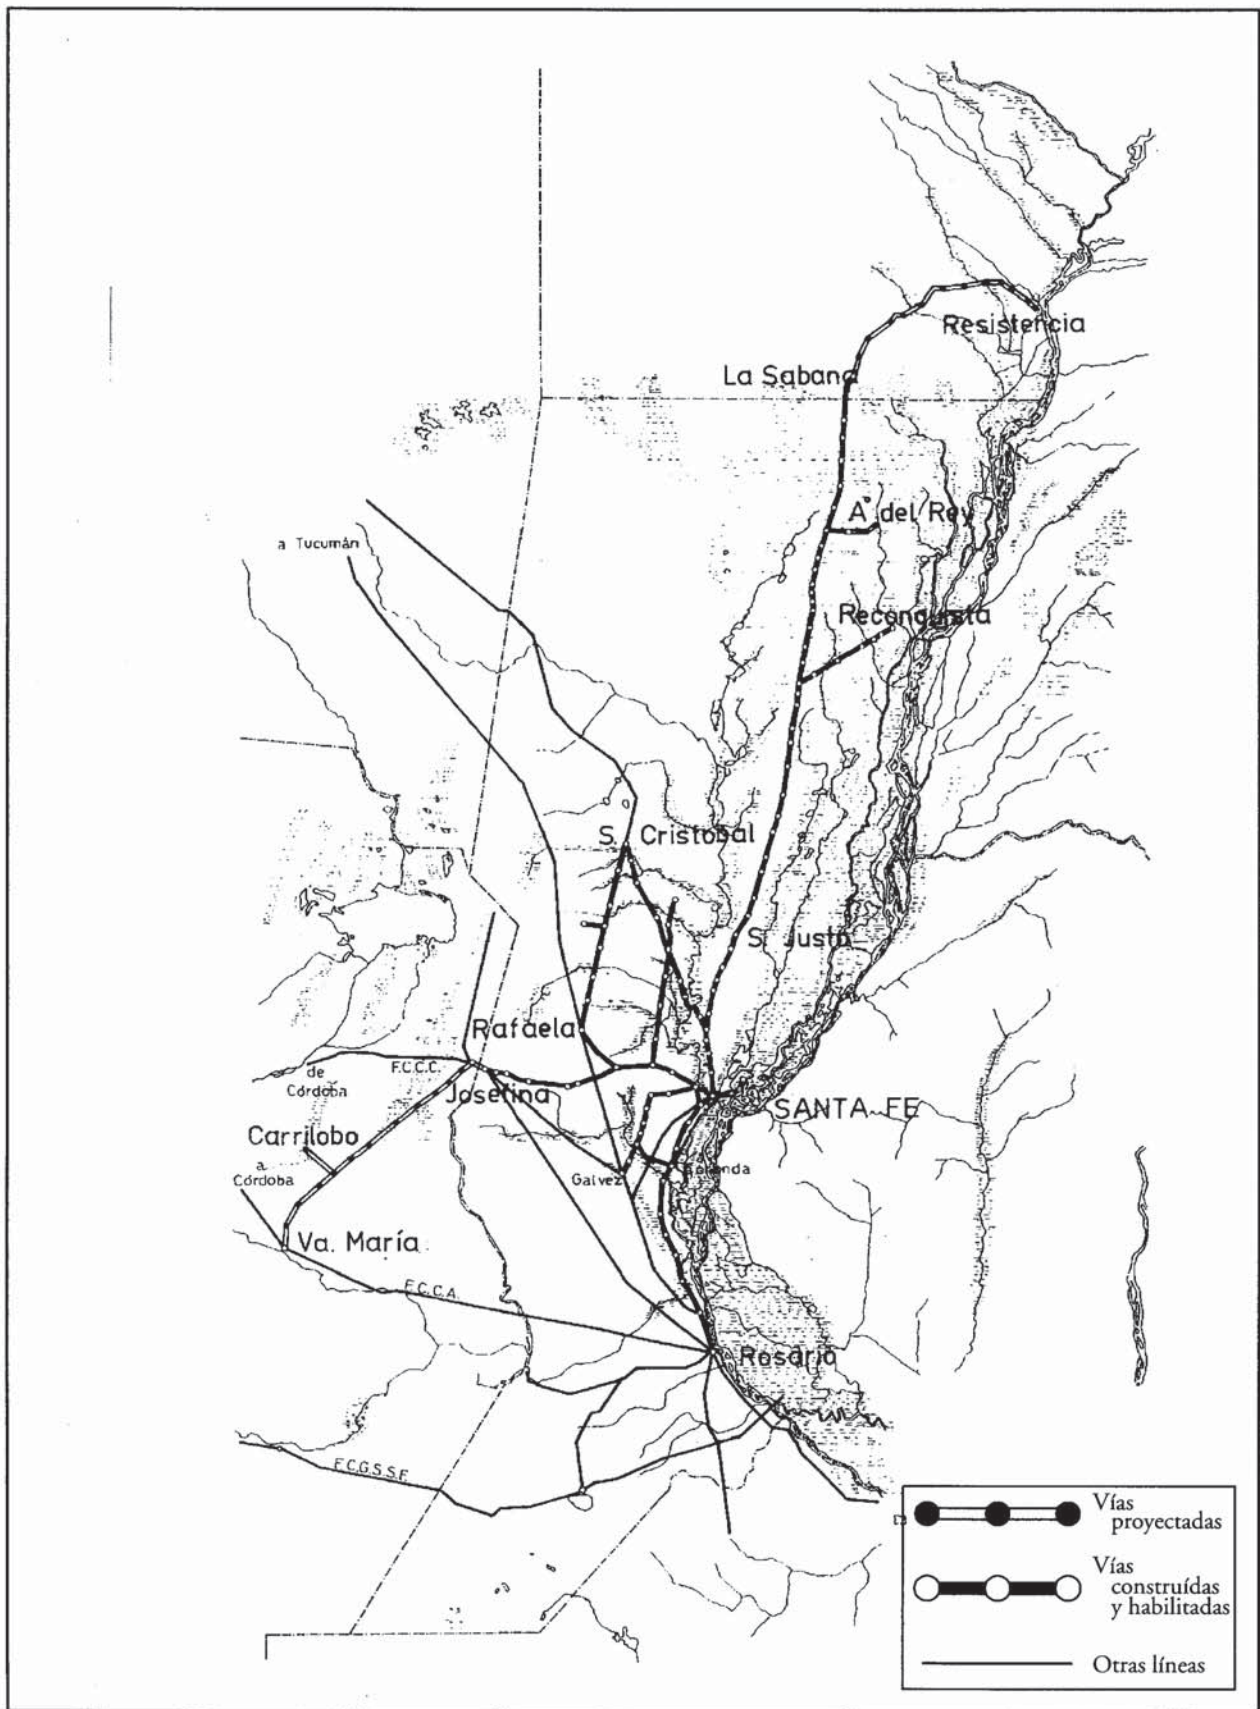 Resistencia
La Sabana
A° del Rey
a Tucumán
Reconquista
S. Cristobal
S. Justo
Rafaela
F.C.C.C.
de
Córdoba
Josefina
SANTA FE
Carrilobo
a
Córdoba
Galvez
Va. María
F.C.C.A.
Rosario
F.C.G.S.S.F.
Vías
proyectadas
Vías
construídas
y habilitadas
Otras líneas